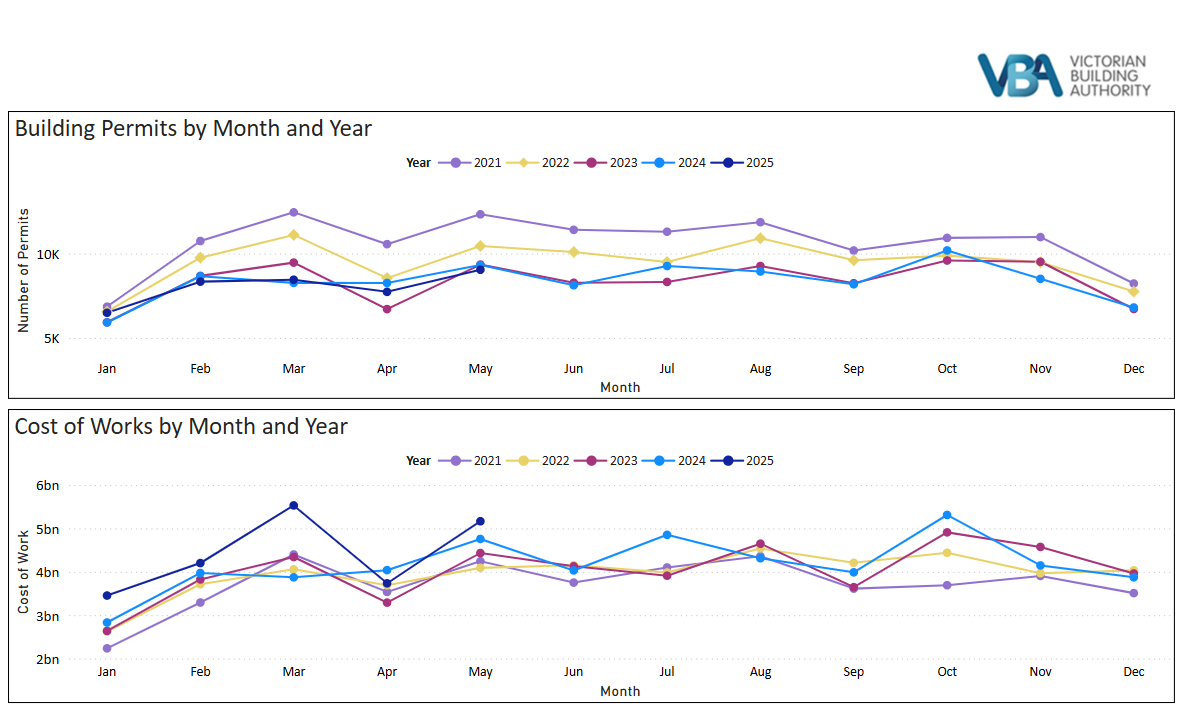 VBA VICTORIAN
BUILDING
AUTHORITY
Building Permits by Month and Year
Year 2021 2022 2023 2024 2025
Number of Permits
10K
5K
Jan Feb Mar Apr May Jun Jul Aug Sep Oct Nov Dec
Month
Cost of Works by Month and Year
Year 2021 2022 2023 2024 2025
Cost of Work
6bn
5bn
4bn
3bn
2bn
Jan Feb Mar Apr May Jun Jul Aug Sep Oct Nov Dec
Month